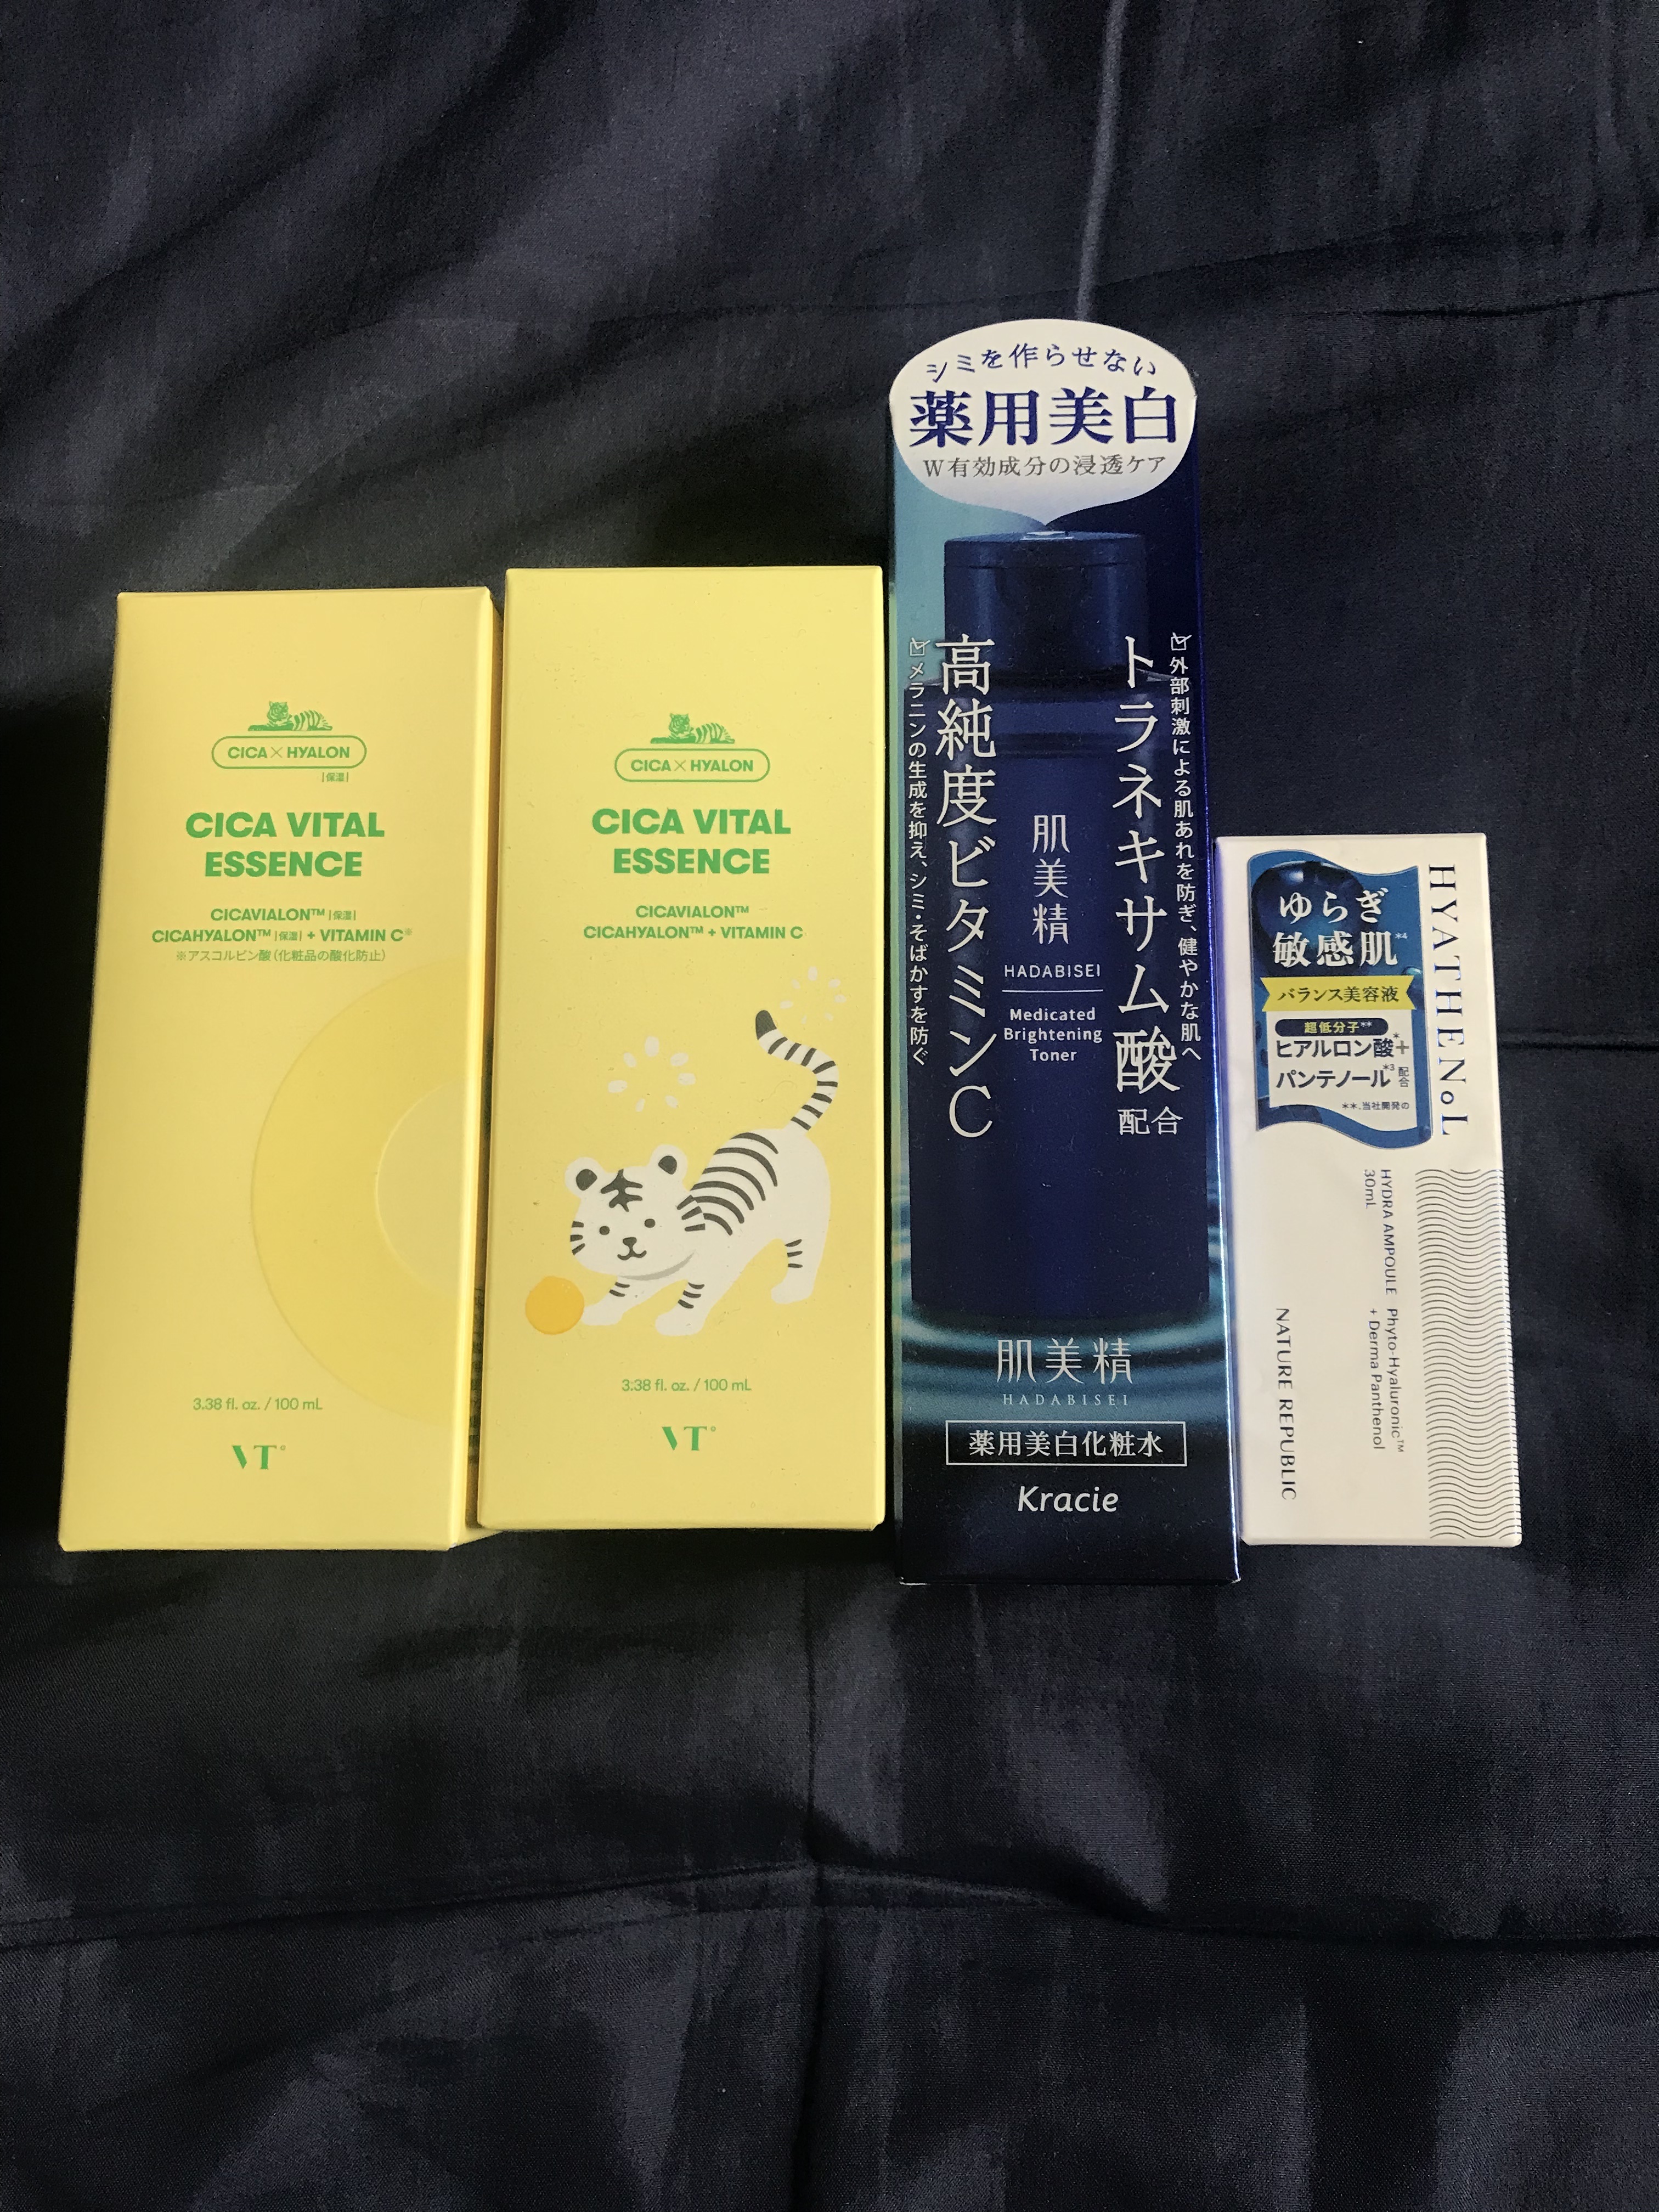 CICA×HYALON
[保湿]
CICA VITAL
ESSENCE
CICAVIALON™ [保湿]
CICAHYALON™ [保湿] + VITAMIN C※
※アスコルビン酸(化粧品の酸化防止)
3.38 fl. oz. / 100 mL
VT
CICA×HYALON
CICA VITAL
ESSENCE
CICAVIALON™
CICAHYALON™ + VITAMIN C
3.38 fl. oz. / 100 mL
VT
シミを作らせない
薬用美白
W有効成分の浸透ケア
外部刺激による肌あれを防ぎ、健やかな肌へ
トラネキサム酸
配合
高純度ビタミンC
メラニンの生成を抑え、シミ・そばかすを防ぐ
肌美精
HADABISEI
Medicated
Brightening
Toner
肌美精
HADABISEI
薬用美白化粧水
Kracie
HYATHENoL
ゆらぎ
敏感肌*4
バランス美容液
超低分子**
ヒアルロン酸*+
パンテノール*3 配合
**.当社開発の
HYDRA AMPOULE
30mL
Phyto-Hyaluronic™
+ Derma Panthenol
NATURE REPUBLIC